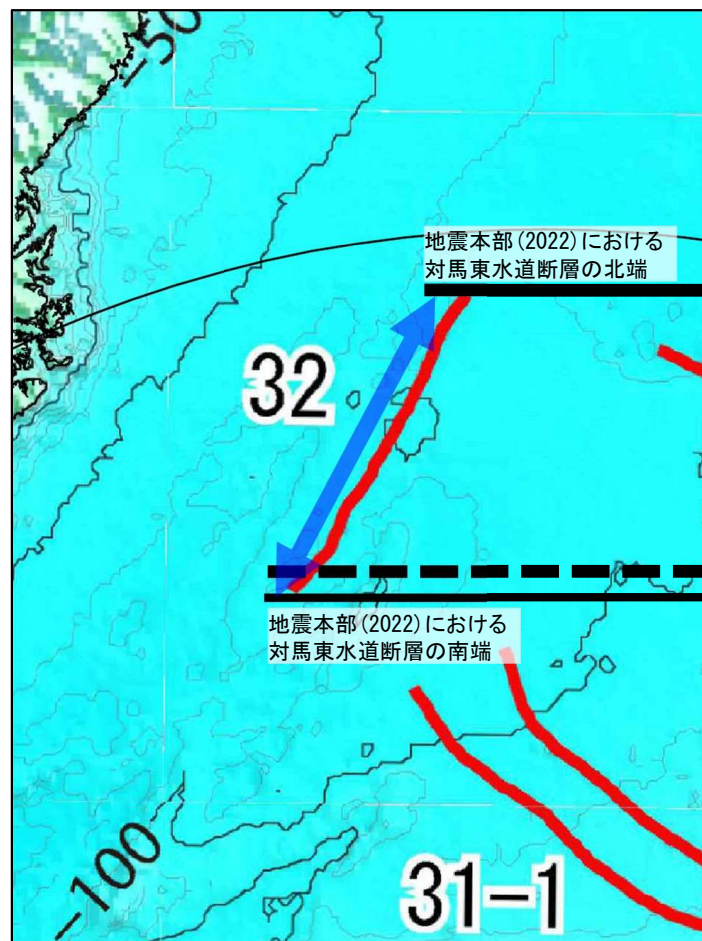 -50
地震本部(2022)における
対馬東水道断層の北端
32
地震本部(2022)における
対馬東水道断層の南端
-100
31-1